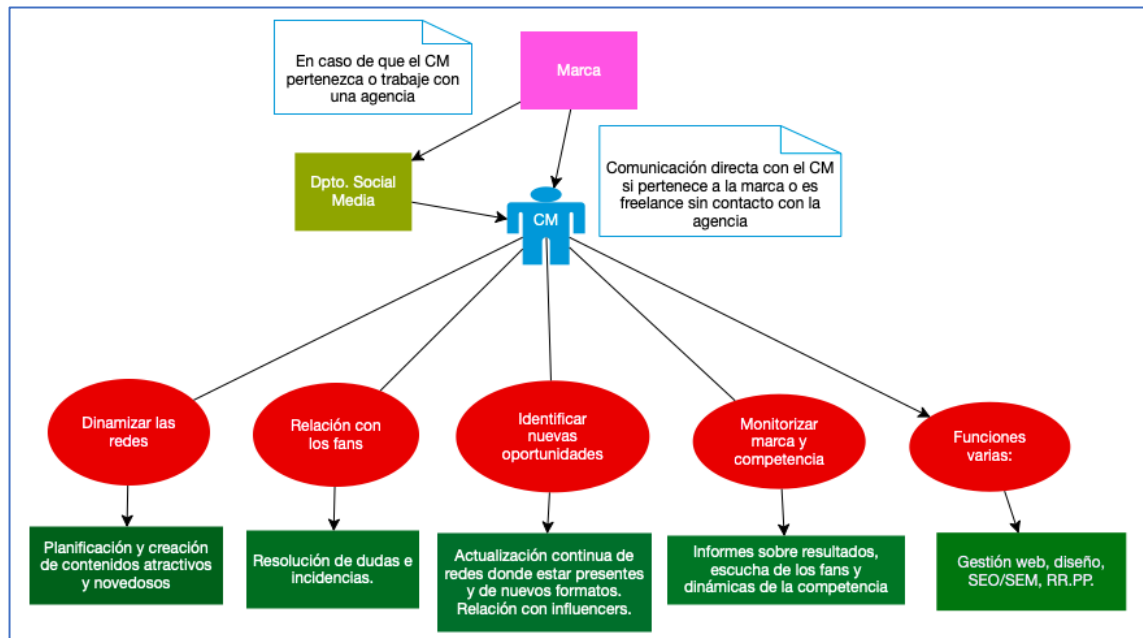 En caso de que el CM
pertenezca o trabaje con
una agencia
Marca
Dpto. Social
Media
Comunicación directa con el CM
si pertenece a la marca o es
freelance sin contacto con la
agencia
CM
Dinamizar las
redes
Relación con
los fans
Identificar
nuevas
oportunidades
Monitorizar
marca y
competencia
Funciones
varias:
Planificación y creación
de contenidos atractivos
y novedosos
Resolución de dudas e
incidencias.
Actualización continua de
redes donde estar presentes
y de nuevos formatos.
Relación con influencers.
Informes sobre resultados,
escucha de los fans y
dinámicas de la competencia
Gestión web, diseño,
SEO/SEM, RR.PP.